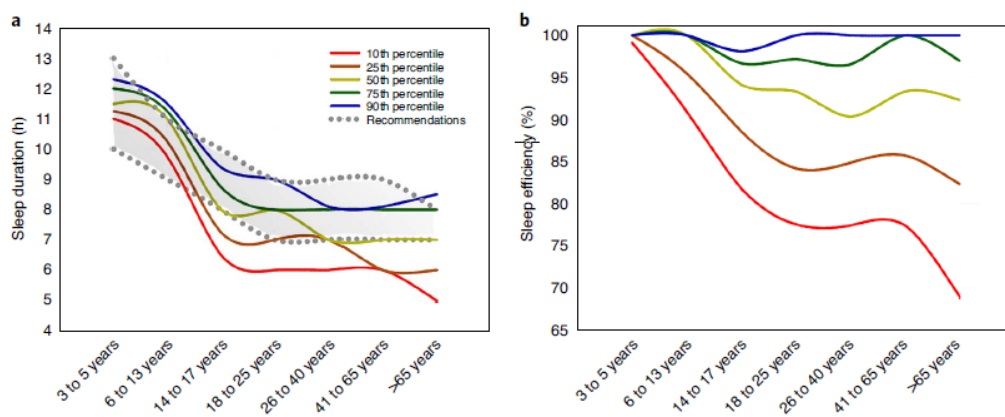 a
14
13
12
11
10
9
8
7
6
5
4
Sleep duration (h)
10th percentile
25th percentile
50th percentile
75th percentile
90th percentile
Recommendations
3 to 5 years
6 to 13 years
14 to 17 years
18 to 25 years
26 to 40 years
41 to 65 years
>65 years
b
100
95
90
85
80
75
70
65
Sleep efficiency (%)
3 to 5 years
6 to 13 years
14 to 17 years
18 to 25 years
26 to 40 years
41 to 65 years
>65 years